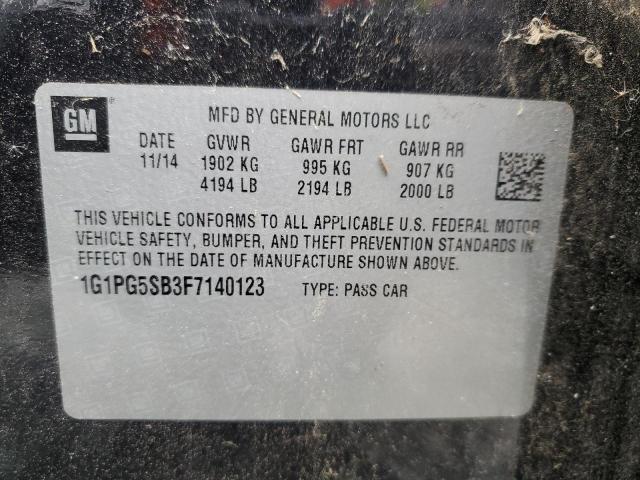 GM
MFD BY GENERAL MOTORS LLC
DATE GVWR GAWR FRT GAWR RR
11/14 1902 KG 995 KG 907 KG
4194 LB 2194 LB 2000 LB
THIS VEHICLE CONFORMS TO ALL APPLICABLE U.S. FEDERAL MOTOR
VEHICLE SAFETY, BUMPER, AND THEFT PREVENTION STANDARDS IN
EFFECT ON THE DATE OF MANUFACTURE SHOWN ABOVE.
1G1PG5SB3F7140123 TYPE: PASS CAR